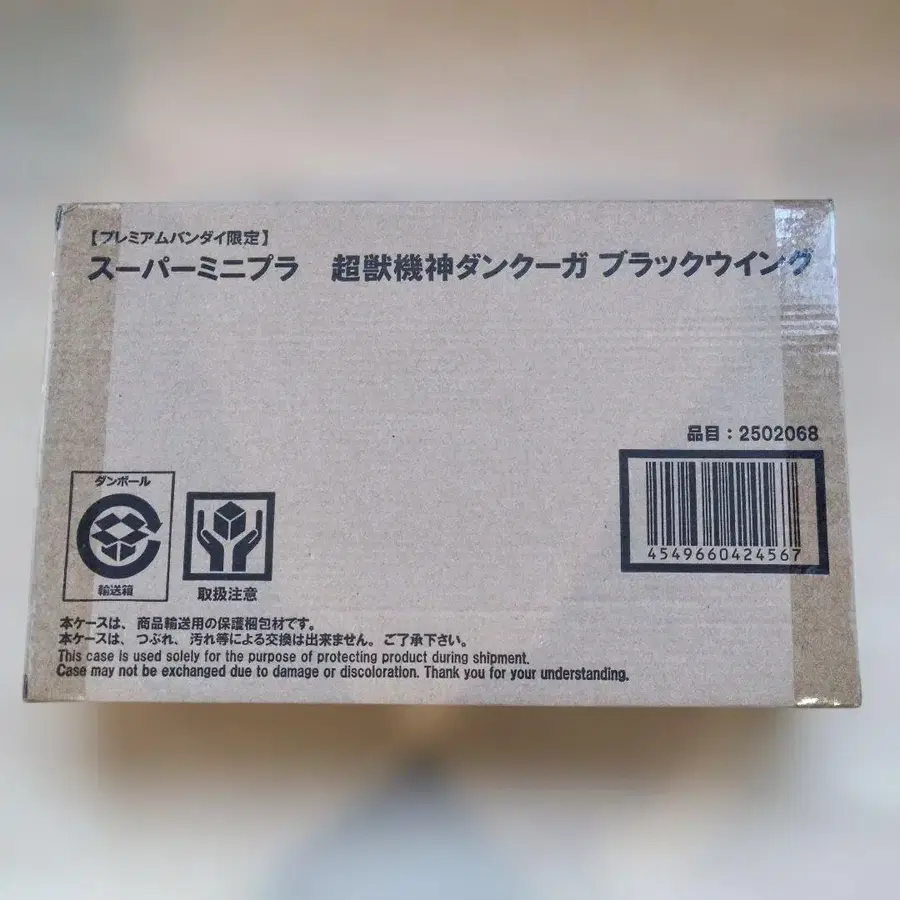 【プレミアムバンダイ限定】
スーパーミニプラ 超獣機神ダンクーガ ブラックウイング
品目：2502068
4549660424567
ダンボール
輸送箱
取扱注意
本ケースは、商品輸送用の保護梱包材です。
本ケースは、つぶれ、汚れ等による交換は出来ません。ご了承下さい。
This case is used solely for the purpose of protecting product during shipment.
Case may not be exchanged due to damage or discoloration. Thank you for your understanding.